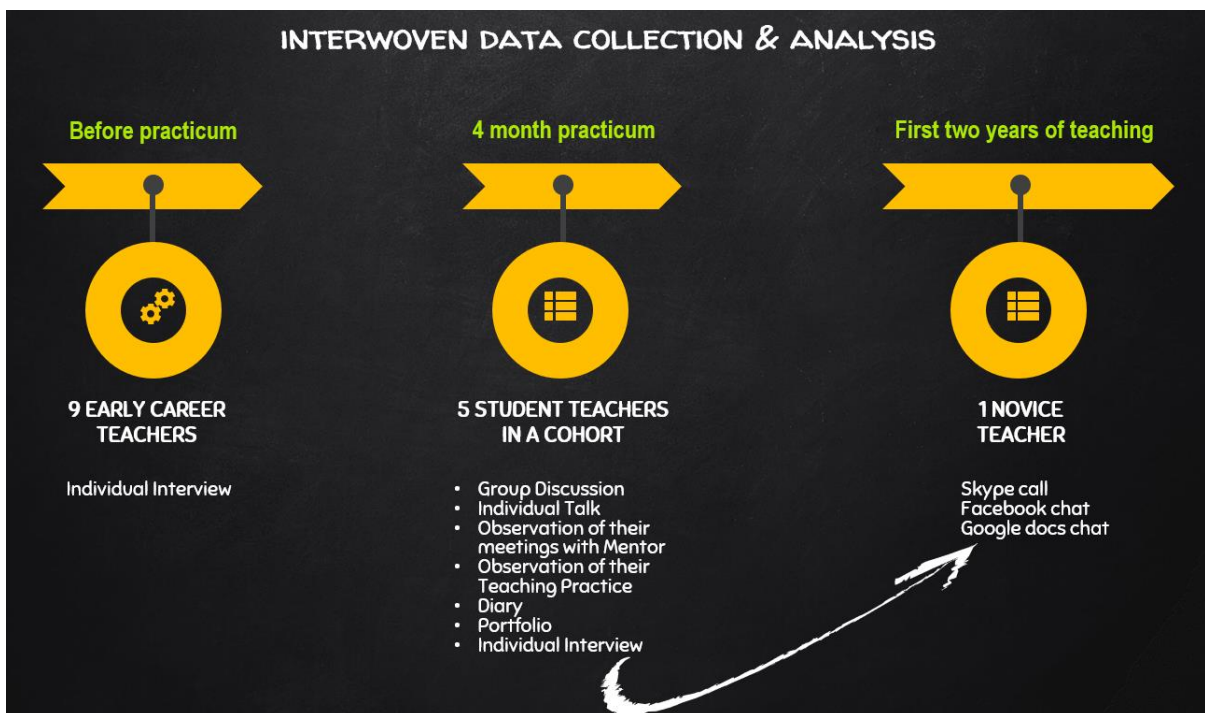 INTERWOVEN DATA COLLECTION & ANALYSIS
Before practicum
9 EARLY CAREER
TEACHERS
Individual Interview
4 month practicum
5 STUDENT TEACHERS
IN A COHORT
• Group Discussion
• Individual Talk
• Observation of their
meetings with Mentor
• Observation of their
Teaching Practice
• Diary
• Portfolio
• Individual Interview
First two years of teaching
1 NOVICE
TEACHER
Skype call
Facebook chat
Google docs chat